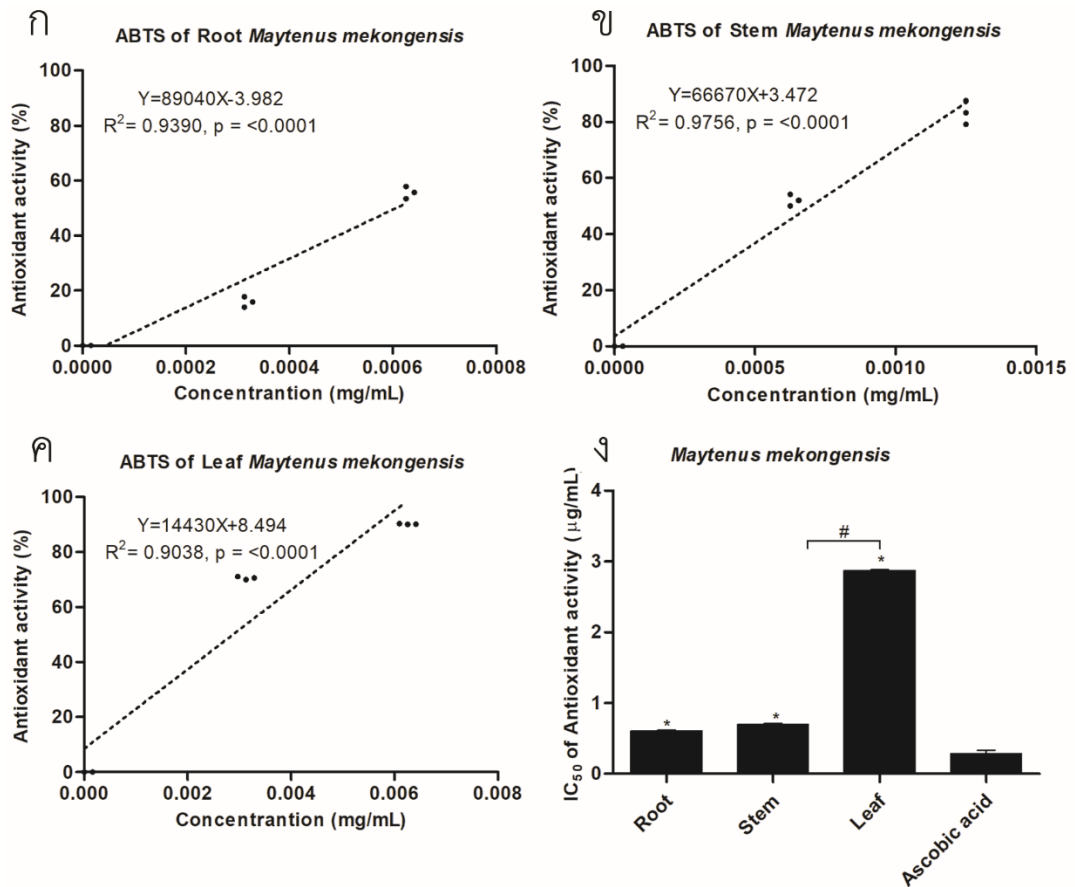 ก
ABTS of Root Maytenus mekongensis
Y=89040X-3.982
R²= 0.9390, p = <0.0001
Antioxidant activity (%)
100
80
60
40
20
0
0.0000 0.0002 0.0004 0.0006 0.0008
Concentrantion (mg/mL)
ข
ABTS of Stem Maytenus mekongensis
Y=66670X+3.472
R²= 0.9756, p = <0.0001
Antioxidant activity (%)
100
80
60
40
20
0
0.0000 0.0005 0.0010 0.0015
Concentrantion (mg/mL)
ค
ABTS of Leaf Maytenus mekongensis
Y=14430X+8.494
R²= 0.9038, p = <0.0001
Antioxidant activity (%)
100
80
60
40
20
0
0.000 0.002 0.004 0.006 0.008
Concentrantion (mg/mL)
ง
Maytenus mekongensis
IC₅₀ of Antioxidant activity (µg/mL)
4
3
2
1
0
#
*
*
*
Root
Stem
Leaf
Ascobic acid